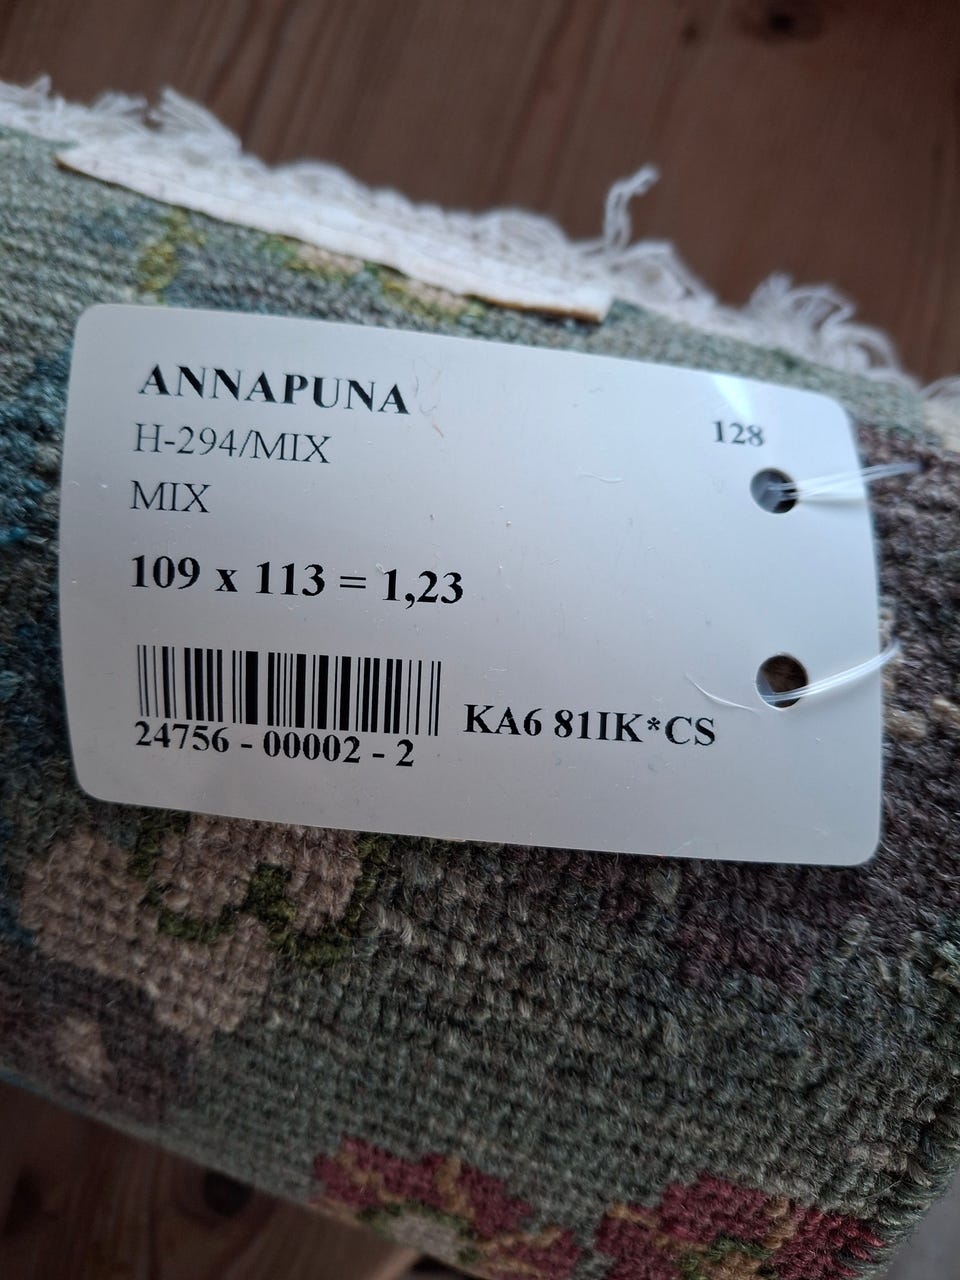 ANNAPUNA
128
H-294/MIX
MIX
109 x 113 = 1,23
24756 - 00002 - 2
KA6 81IK*CS